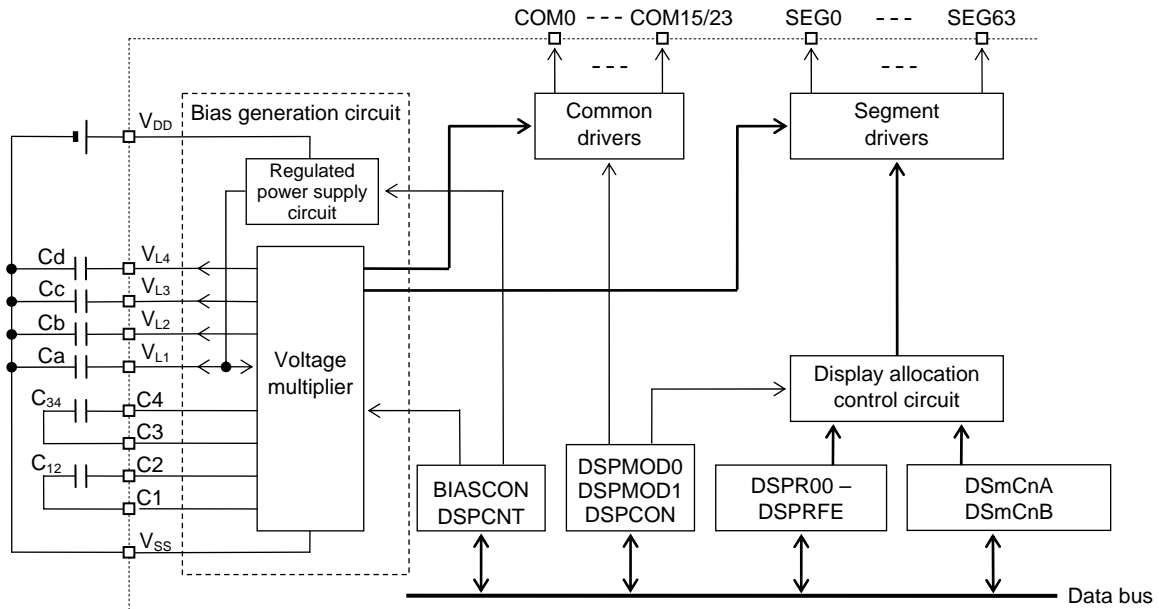 COM0 --- COM15/23 SEG0 --- SEG63
--- ---
Bias generation circuit
Common
drivers
Segment
drivers
VDD
Regulated
power supply
circuit
Cd VL4
Cc VL3
Cb VL2
Ca VL1
Voltage
multiplier
Display allocation
control circuit
C34 C4
C3
C12 C2
C1
VSS
BIASCON
DSPCNT
DSPMOD0
DSPMOD1
DSPCON
DSPR00 –
DSPRFE
DSmCnA
DSmCnB
Data bus